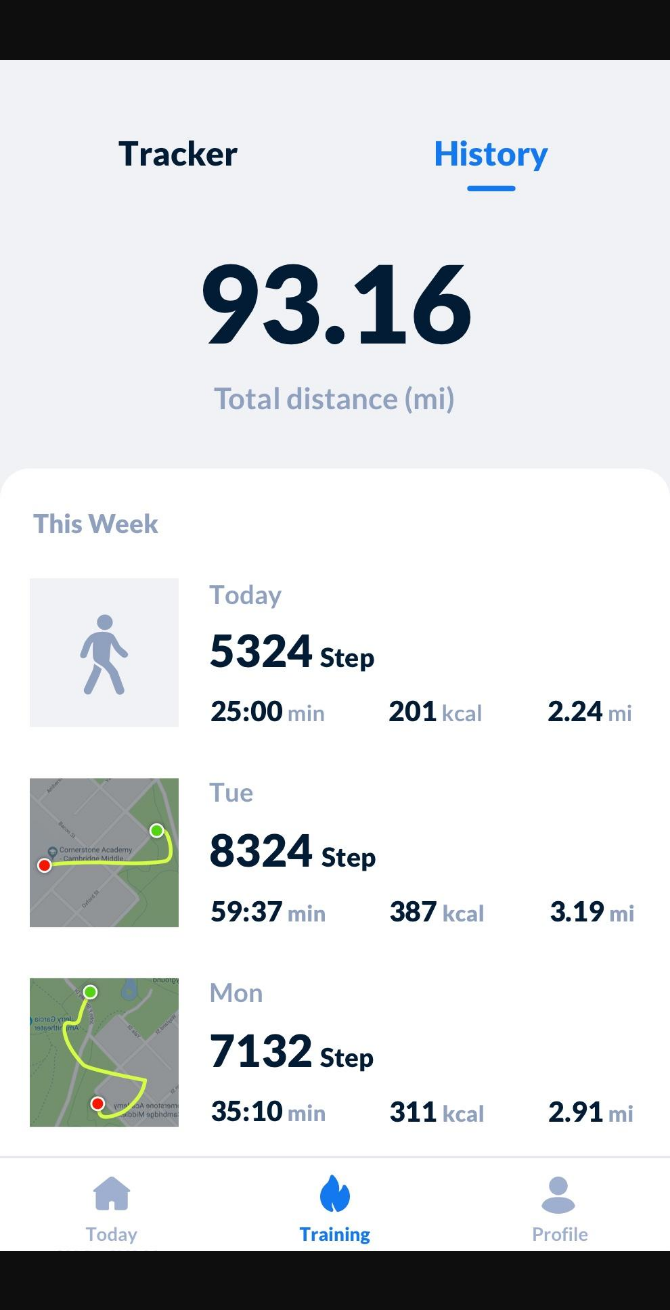 Tracker
History
93.16
Total distance (mi)
This Week
Today
5324 Step
25:00 min 201 kcal 2.24 mi
Cornerstone Academy
Cambridge Middle
Tue
8324 Step
59:37 min 387 kcal 3.19 mi
Mon
7132 Step
35:10 min 311 kcal 2.91 mi
Today
Training
Profile